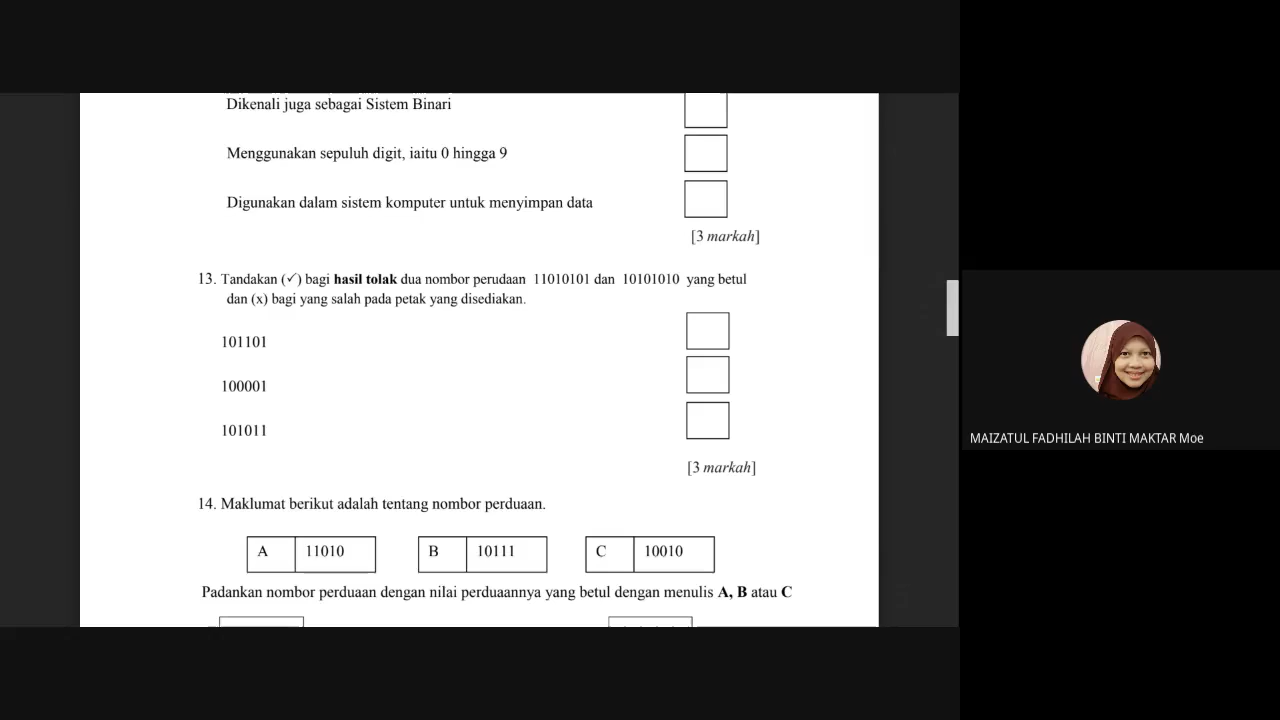 Dikenali juga sebagai Sistem Binari
Menggunakan sepuluh digit, iaitu 0 hingga 9
Digunakan dalam sistem komputer untuk menyimpan data
[3 markah]
13. Tandakan (✓) bagi hasil tolak dua nombor perudaan 11010101 dan 10101010 yang betul
dan (x) bagi yang salah pada petak yang disediakan.
101101
100001
101011
[3 markah]
14. Maklumat berikut adalah tentang nombor perduaan.
A 11010 B 10111 C 10010
Padankan nombor perduaan dengan nilai perduaannya yang betul dengan menulis A, B atau C
MAIZATUL FADHILAH BINTI MAKTAR Moe